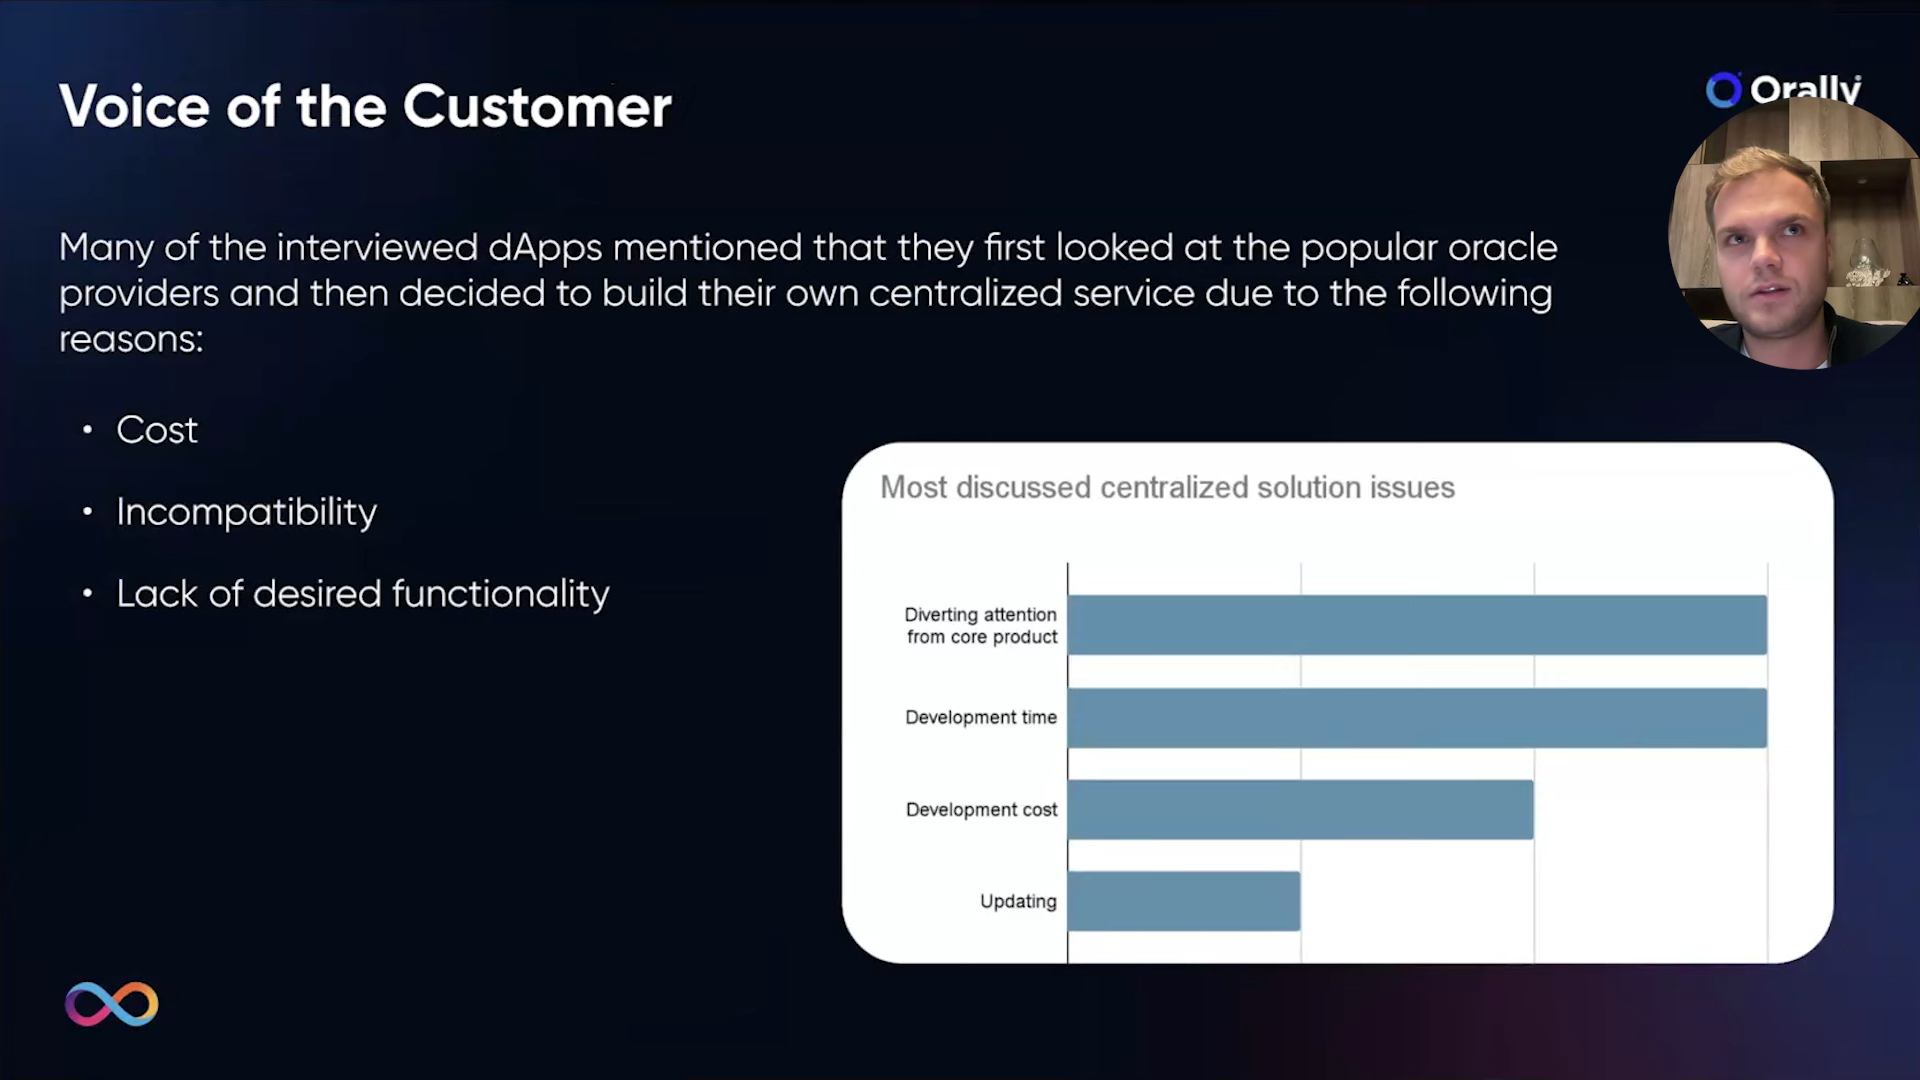 Voice of the Customer
Orally
Many of the interviewed dApps mentioned that they first looked at the popular oracle
providers and then decided to build their own centralized service due to the following
reasons:
• Cost
• Incompatibility
• Lack of desired functionality
Most discussed centralized solution issues
Diverting attention
from core product
Development time
Development cost
Updating